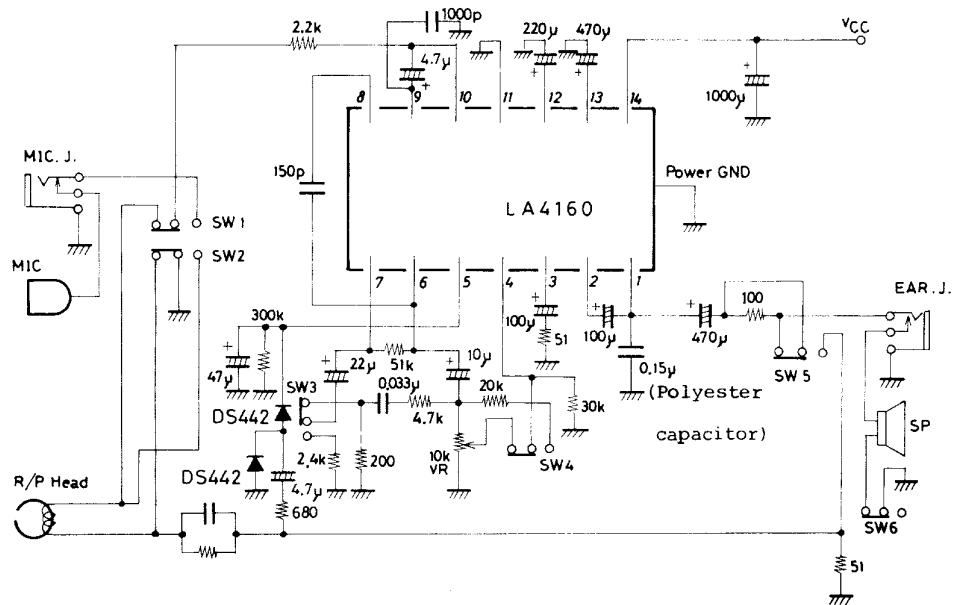 1000p
2.2k
4.7μ
+
220μ
+
470μ
+
VCC
+
1000μ
8
9
10
11
12
13
14
MIC. J.
150p
LA4160
Power GND
SW1
SW2
MIC
7
6
5
4
3
2
1
EAR. J.
300k
+
47μ
+
22μ
51k
+
10μ
+
100μ
51
+
100μ
0.15μ
(Polyester
capacitor)
+
470μ
100
SW5
SW3
0.033μ
4.7k
20k
30k
DS442
DS442
2.4k
200
10k
VR
SW4
SP
4.7μ
680
R/P Head
SW6
51